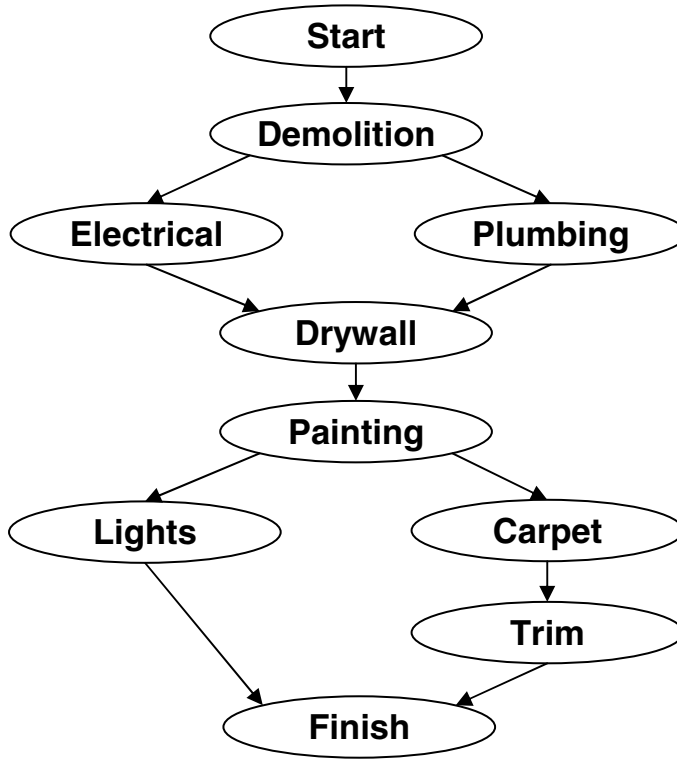 Start
Demolition
Electrical
Plumbing
Drywall
Painting
Lights
Carpet
Trim
Finish